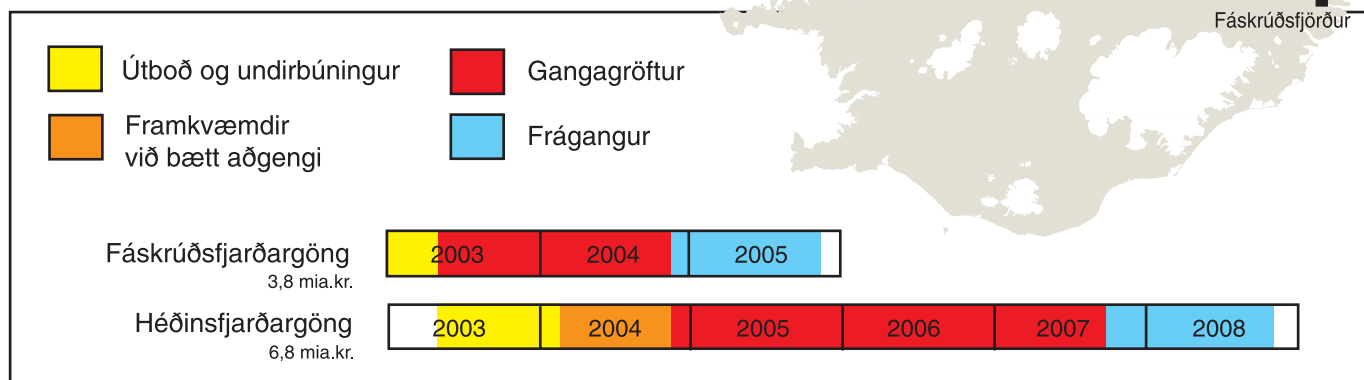 Fáskrúðsfjörður
Útboð og undirbúningur
Gangagröftur
Framkvæmdir
við bætt aðgengi
Frágangur
Fáskrúðsfjarðargöng
3,8 mia.kr.
2003 2004 2005
Héðinsfjarðargöng
6,8 mia.kr.
2003 2004 2005 2006 2007 2008